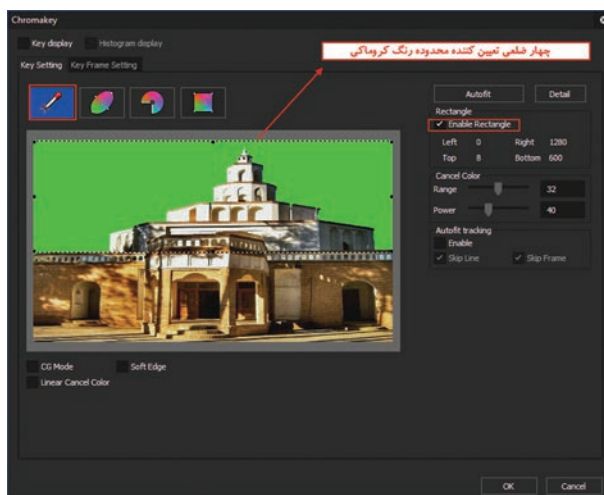 Chromakey
Key display Histogram display
چهار ضلعی تعیین کننده محدوده رنگ کروماکی
Key Setting Key Frame Setting
Autofit Detail
Rectangle
Enable Rectangle
Left 0 Right 1280
Top 8 Bottom 600
Cancel Color
Range 32
Power 40
Autofit tracking
Enable
Skip Line Skip Frame
CG Mode Soft Edge
Linear Cancel Color
OK Cancel